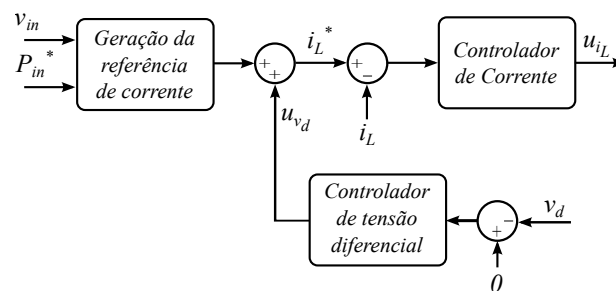 v_in
P_in*
Geração da
referência
de corrente
+
+
i_L*
+
−
i_L
Controlador
de Corrente
u_iL
u_vd
Controlador
de tensão
diferencial
−
+
v_d
0